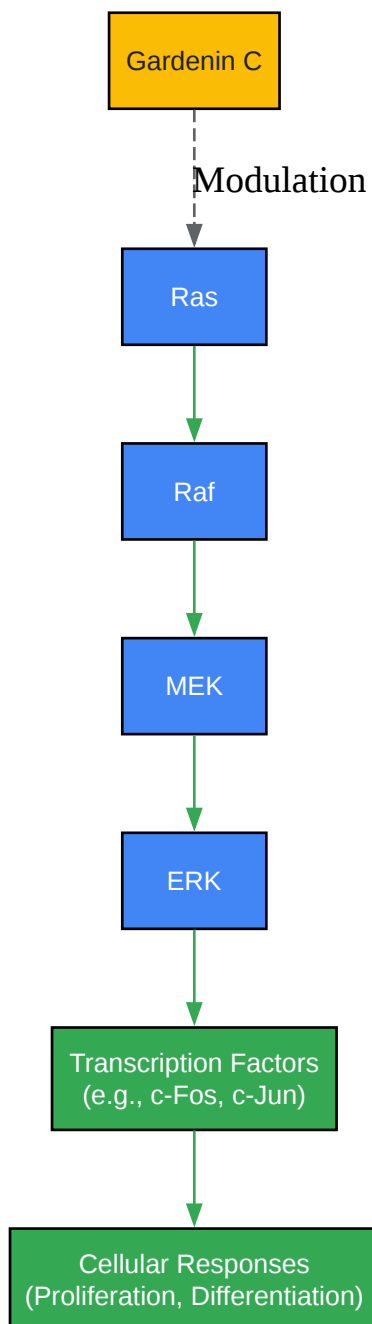 Gardenin C
Modulation
Ras
Raf
MEK
ERK
Transcription Factors
(e.g., c-Fos, c-Jun)
Cellular Responses
(Proliferation, Differentiation)